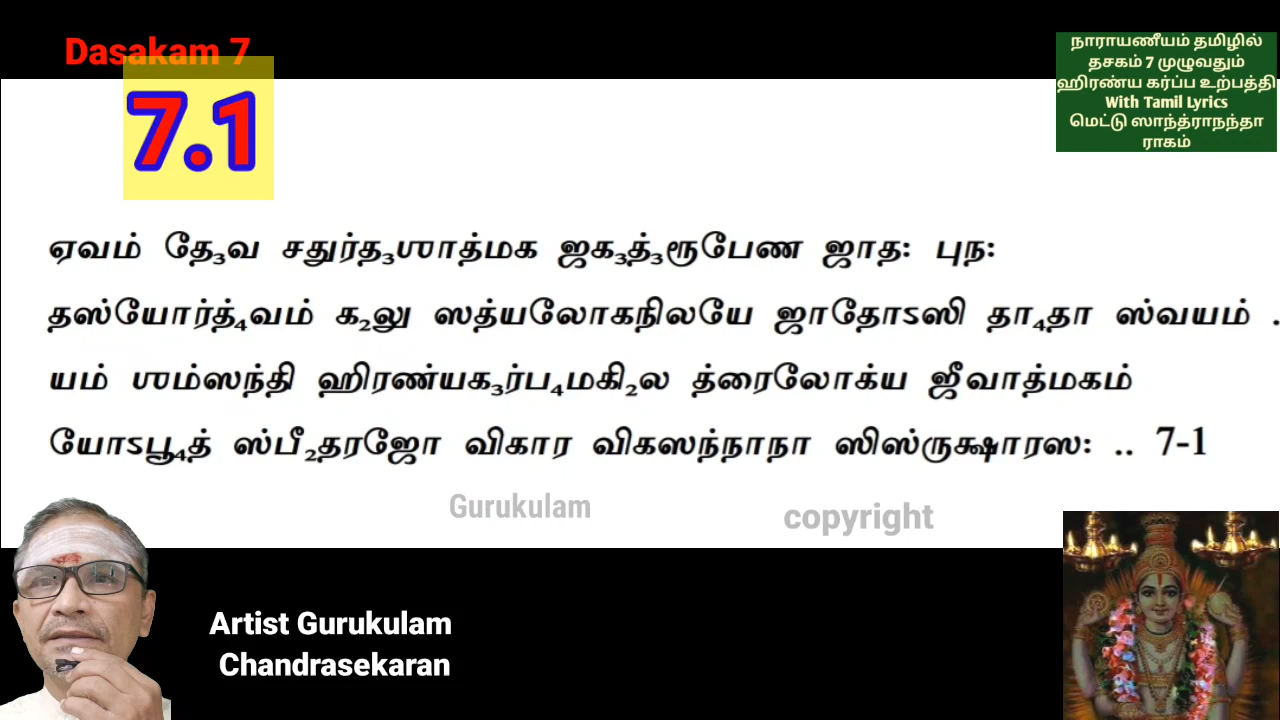 Dasakam 7
7.1
நாராயணீயம் தமிழில்
தசகம் 7 முழுவதும்
ஹிரண்ய கர்ப்ப உற்பத்தி
With Tamil Lyrics
மெட்டு ஸாந்த்ராநந்தா
ராகம்
ஏவம் தே₃வ சதுர்த₃ஶாத்மக ஜக₃த்₃ரூபேண ஜாத: புந:
தஸ்யோர்த்₄வம் க₂லு ஸத்யலோகநிலயே ஜாதோঽஸி தா₄தா ஸ்வயம் .
யம் ஶம்ஸந்தி ஹிரண்யக₃ர்ப₄மகி₂ல த்ரைலோக்ய ஜீவாத்மகம்
யோঽபூ₄த் ஸ்பீ₂தரஜோ விகார விகஸந்நாநா ஸிஸ்ருக்ஷாரஸ: .. 7-1
Gurukulam
copyright
Artist Gurukulam
Chandrasekaran